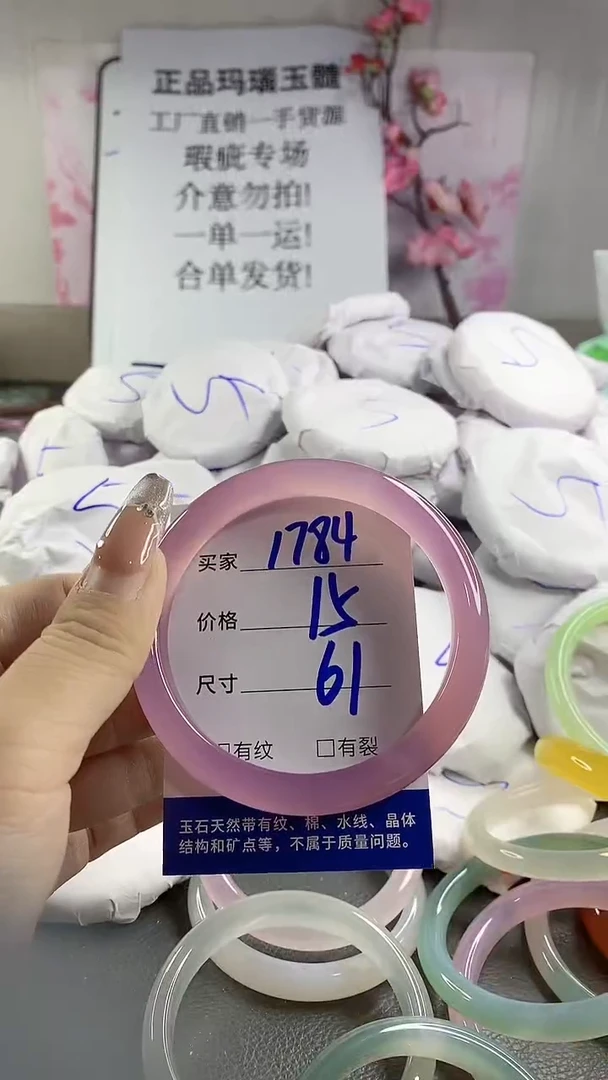 正品玛瑙玉髓
工厂直销一手货源
瑕疵专场
介意勿拍!
一单一运!
合单发货!
买家 1784
价格 15
尺寸 61
□有纹 □有裂
玉石天然带有纹、棉、水线、晶体
结构和矿点等，不属于质量问题。